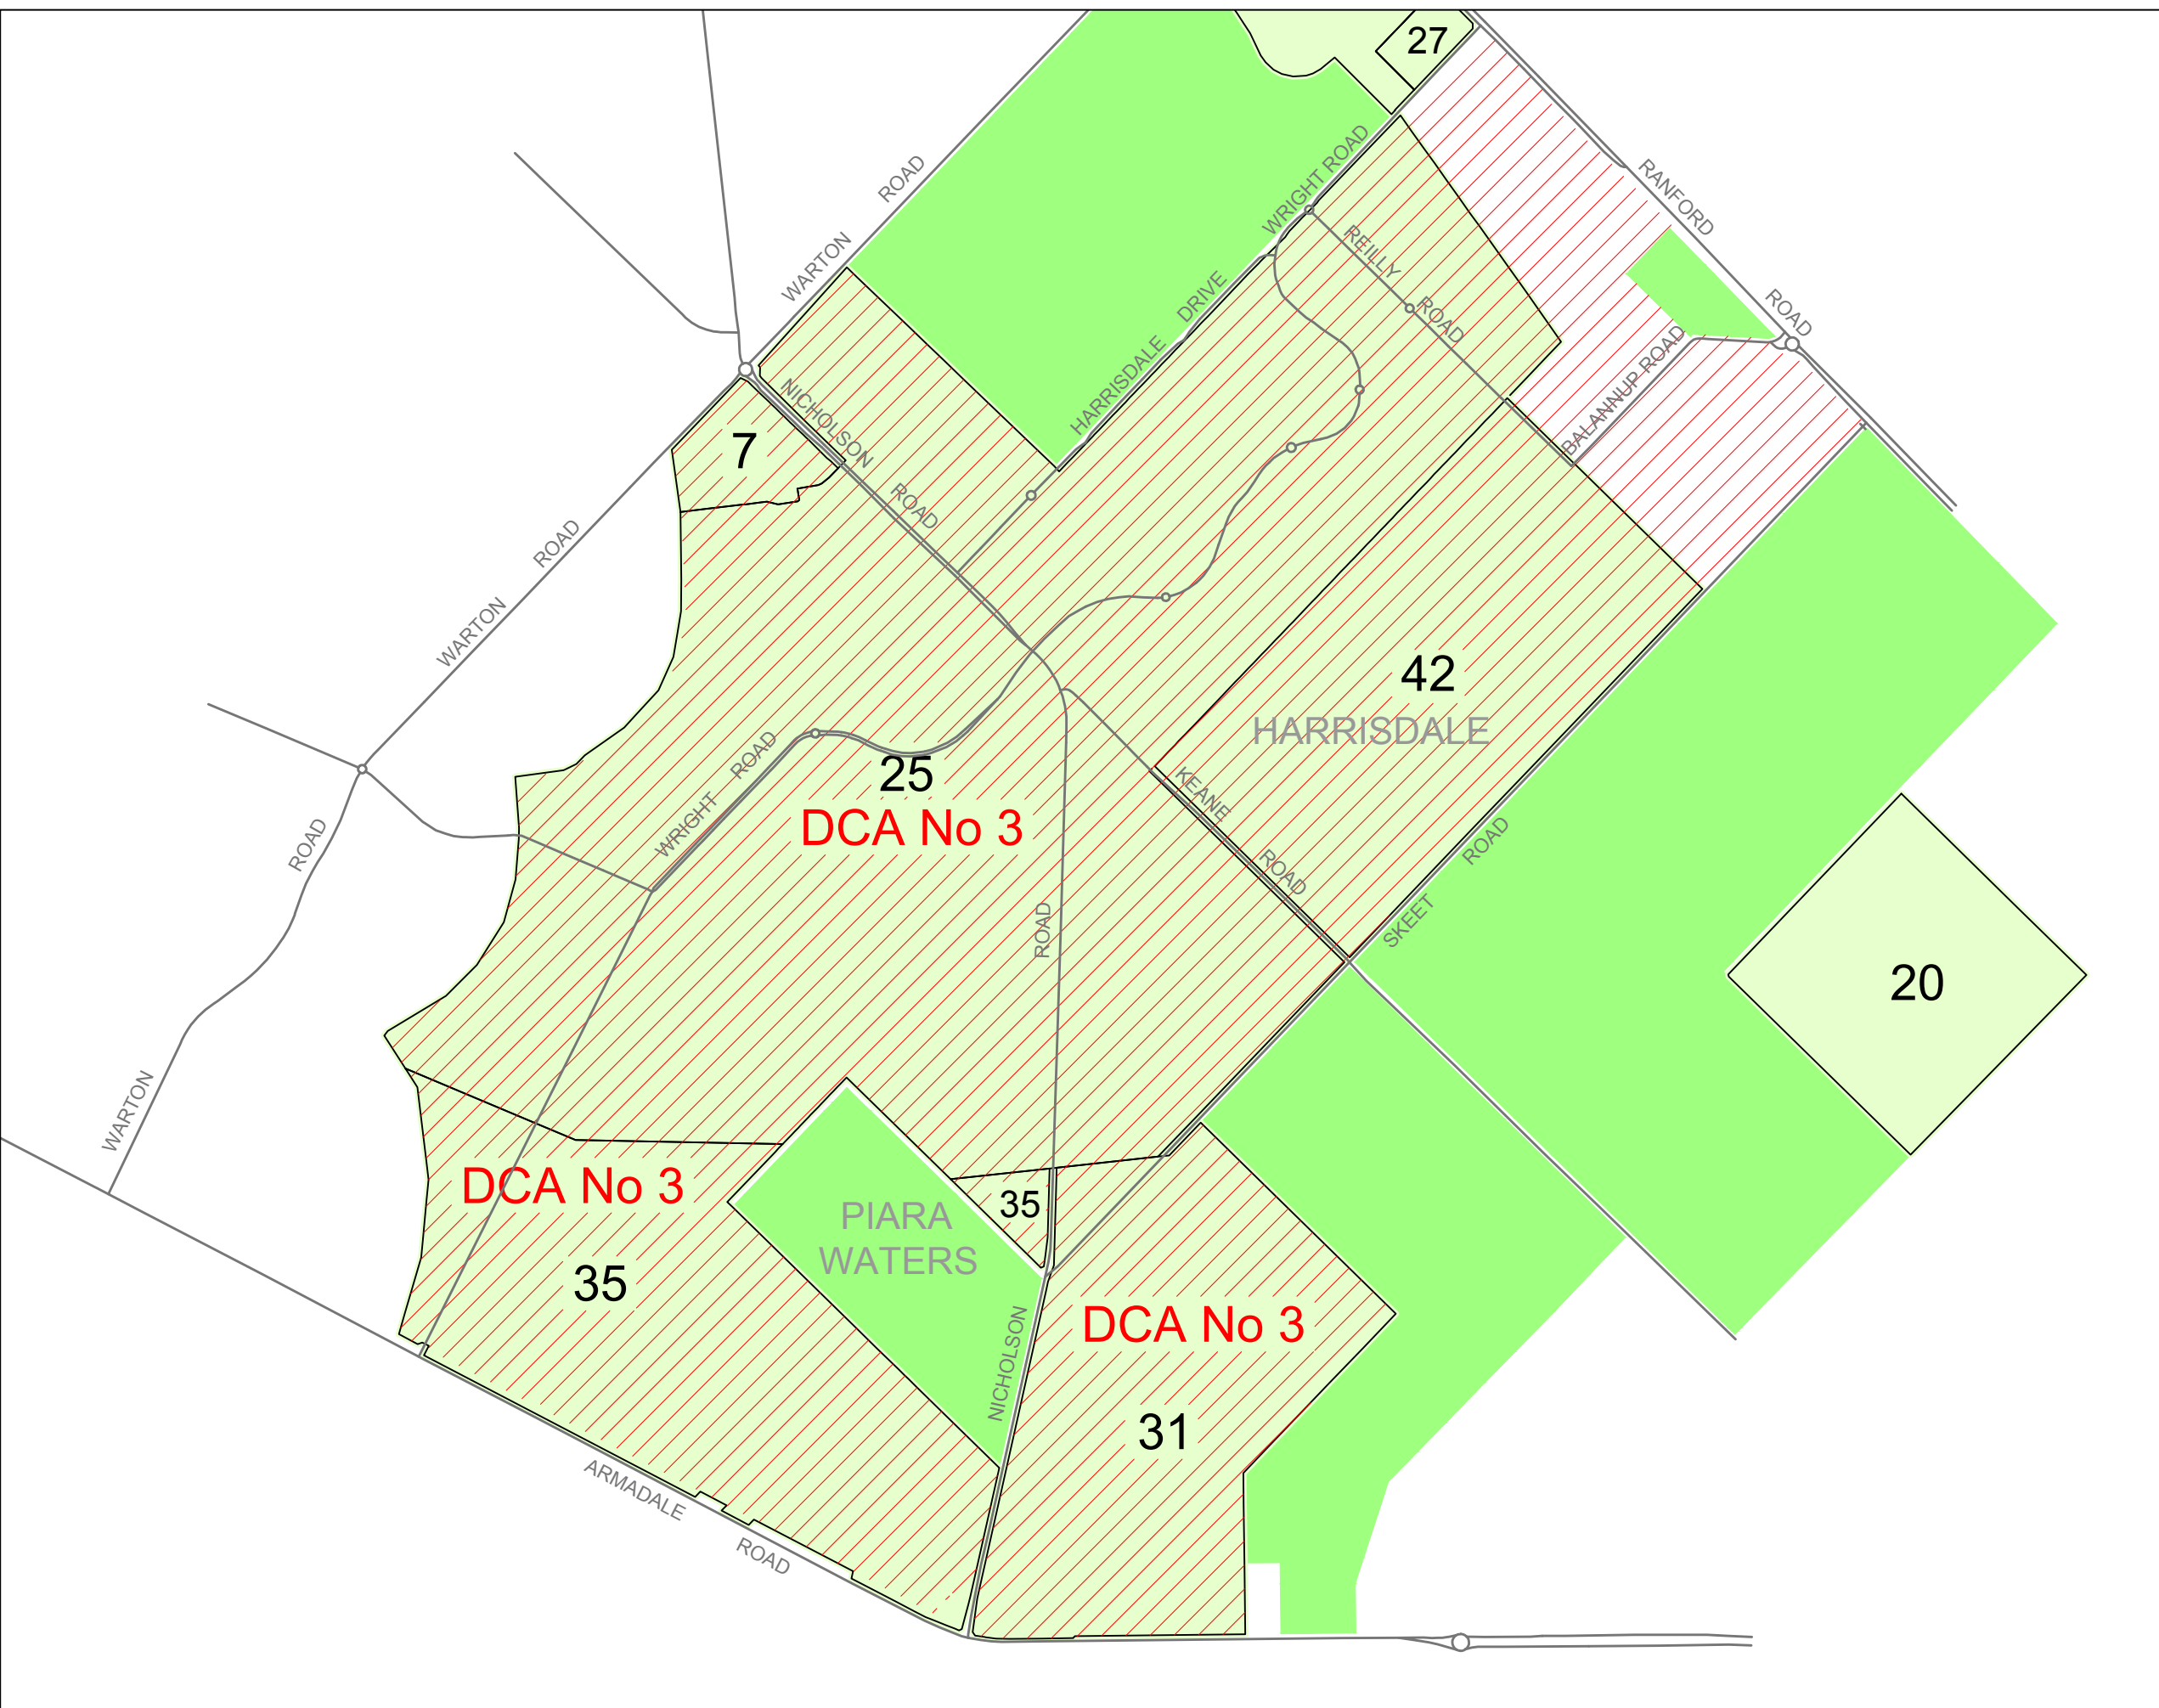 27
WRIGHT ROAD
RANFORD
ROAD
WARTON
ROAD
REILLY
ROAD
HARRISDALE
DRIVE
BALANNUP ROAD
NICHOLSON
ROAD
7
WARTON
ROAD
42
HARRISDALE
25
DCA No 3
WRIGHT
ROAD
KEANE
ROAD
SKEET
ROAD
ROAD
ROAD
WARTON
20
DCA No 3
35
35
PIARA
WATERS
NICHOLSON
DCA No 3
31
ARMADALE
ROAD